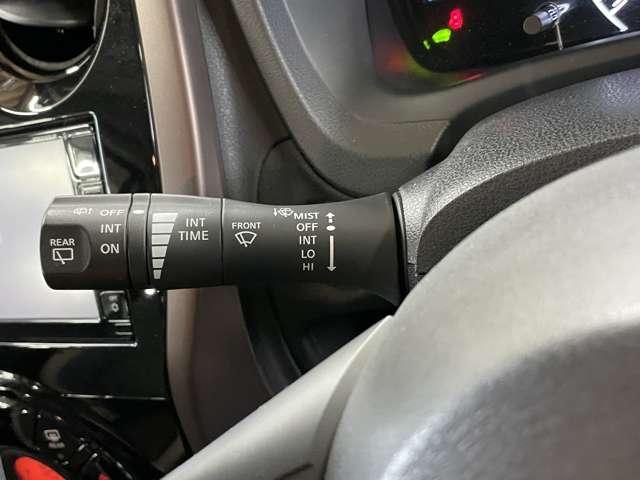 OFF
INT
ON
REAR
INT
TIME
FRONT
MIST
OFF
INT
LO
HI